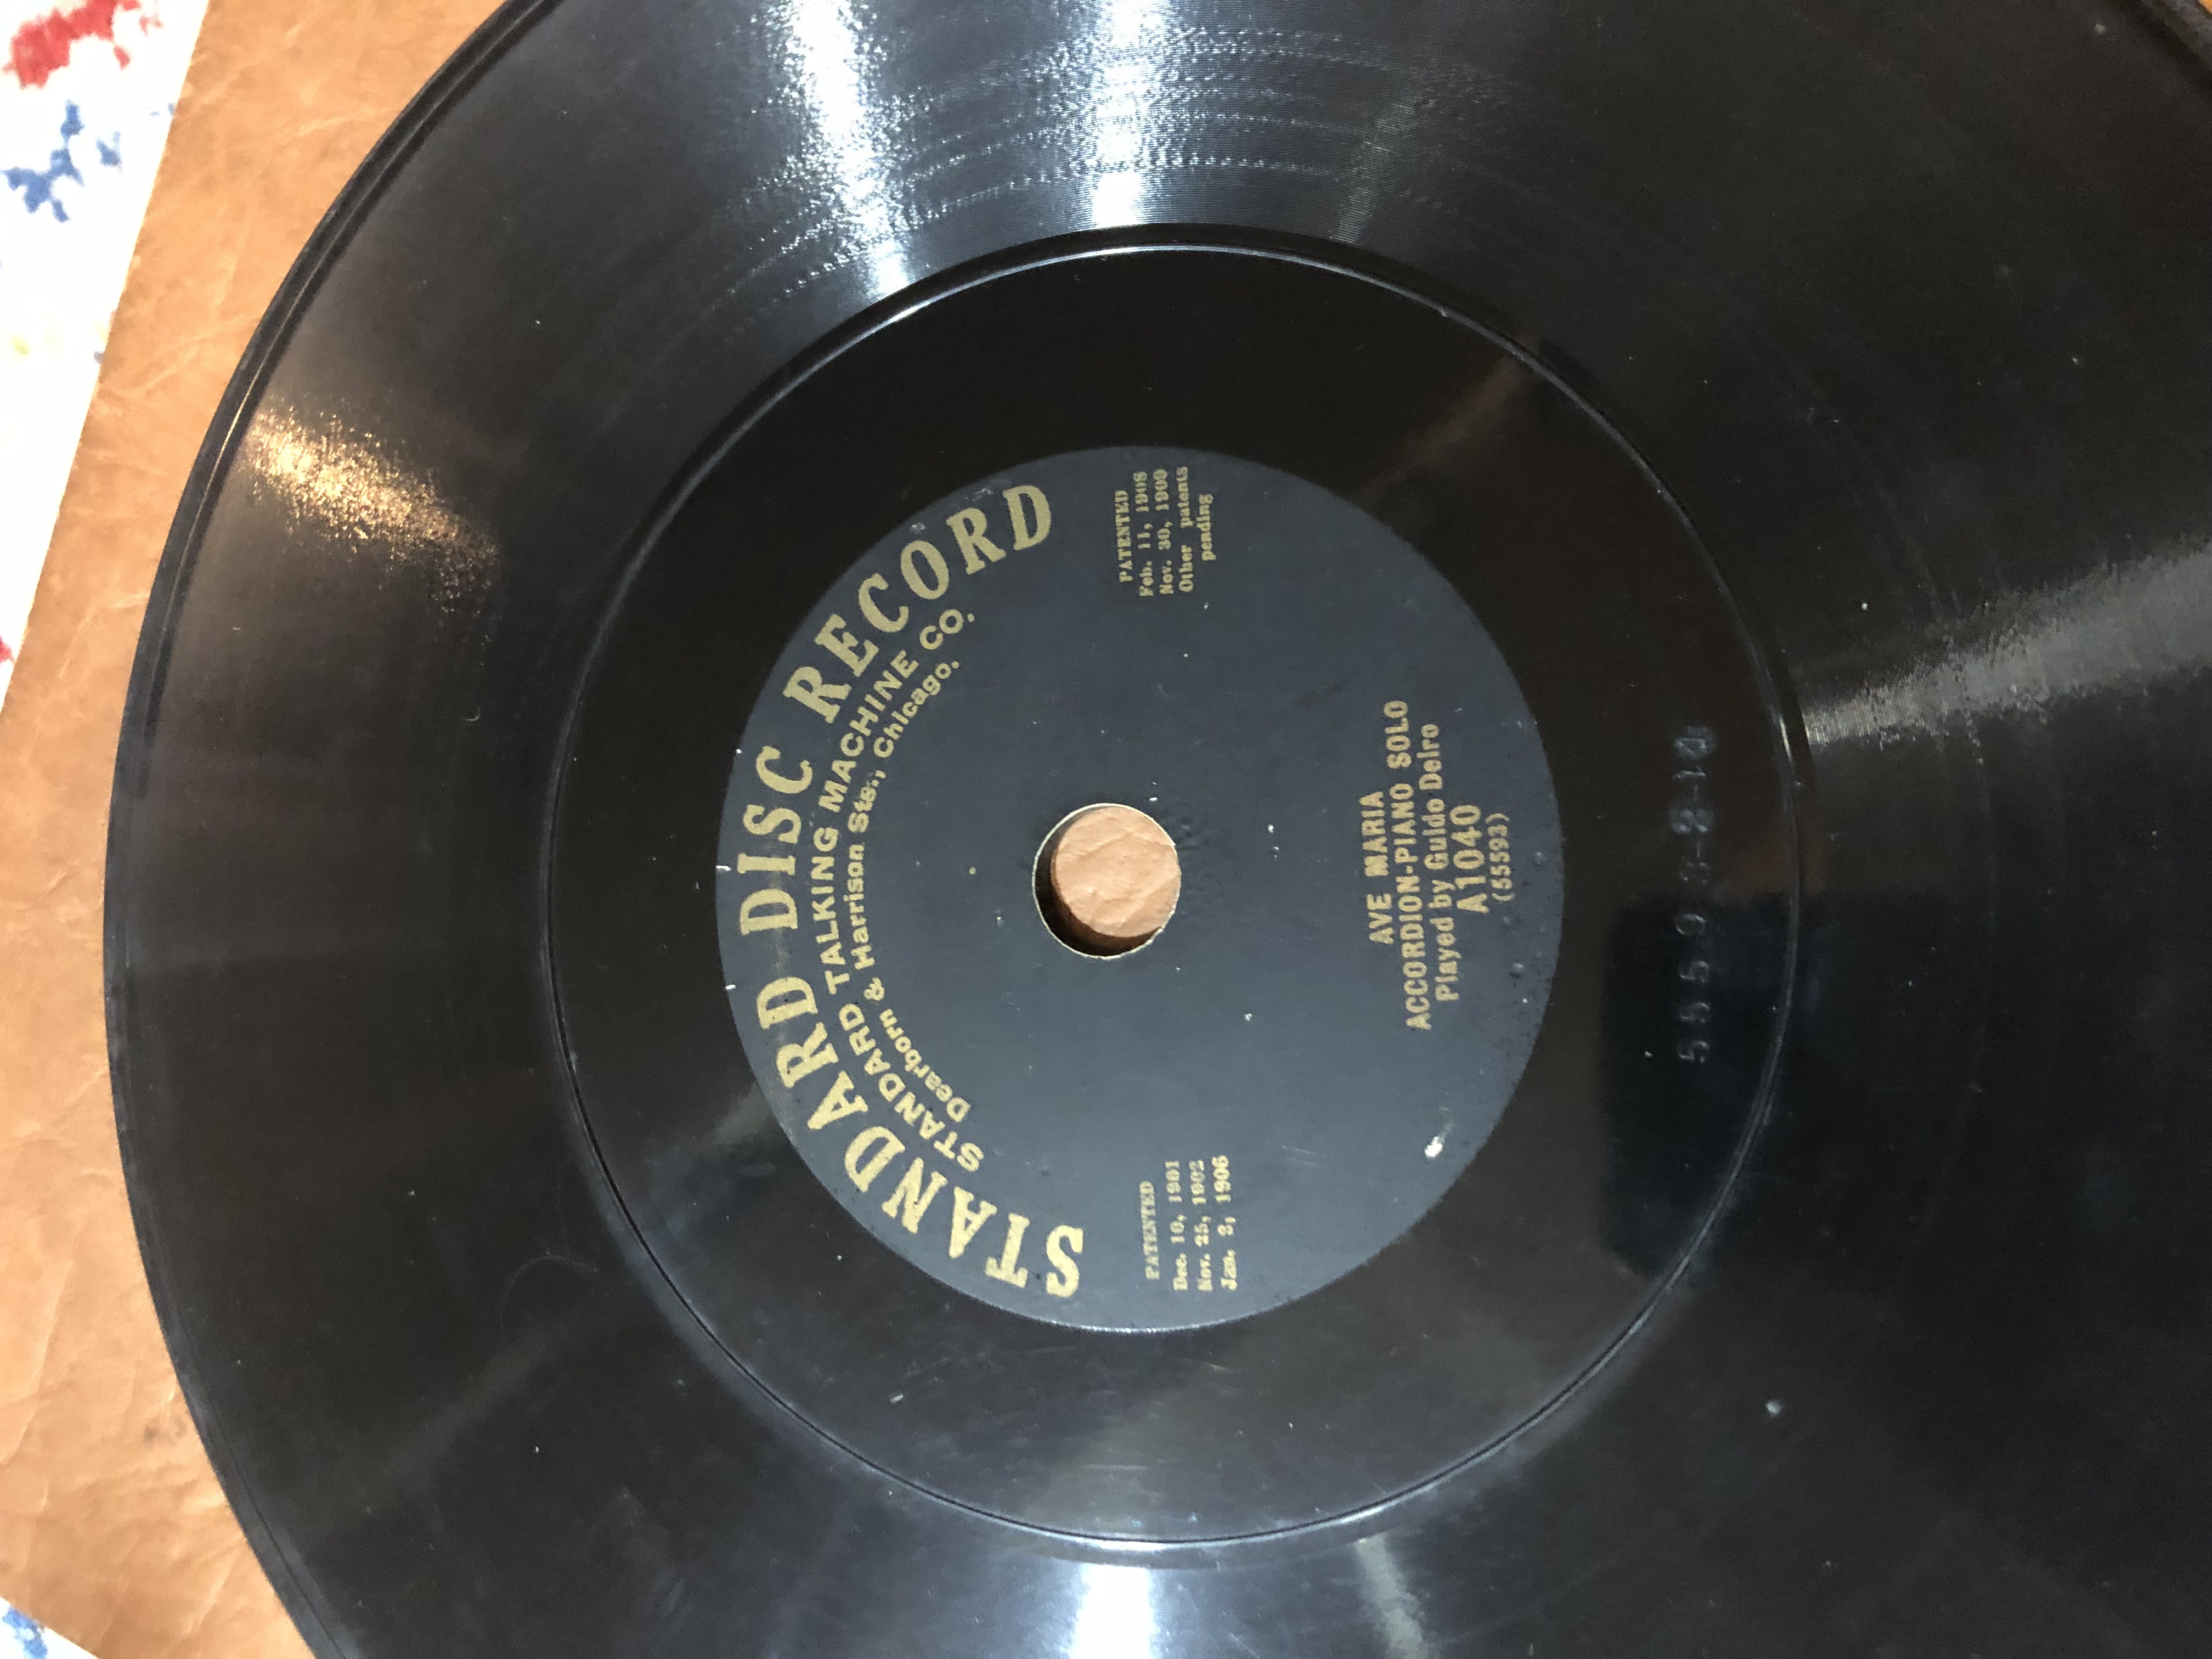 STANDARD DISC RECORD
STANDARD TALKING MACHINE CO.
Dearborn & Harrison Sts., Chicago.
PATENTED
Dec. 10, 1901
Nov. 25, 1902
Jan. 2, 1906
PATENTED
Feb. 11, 1908
Nov. 30, 1909
Other patents
pending
AVE MARIA
ACCORDION-PIANO SOLO
Played by Guido Deiro
A1040
(55593)